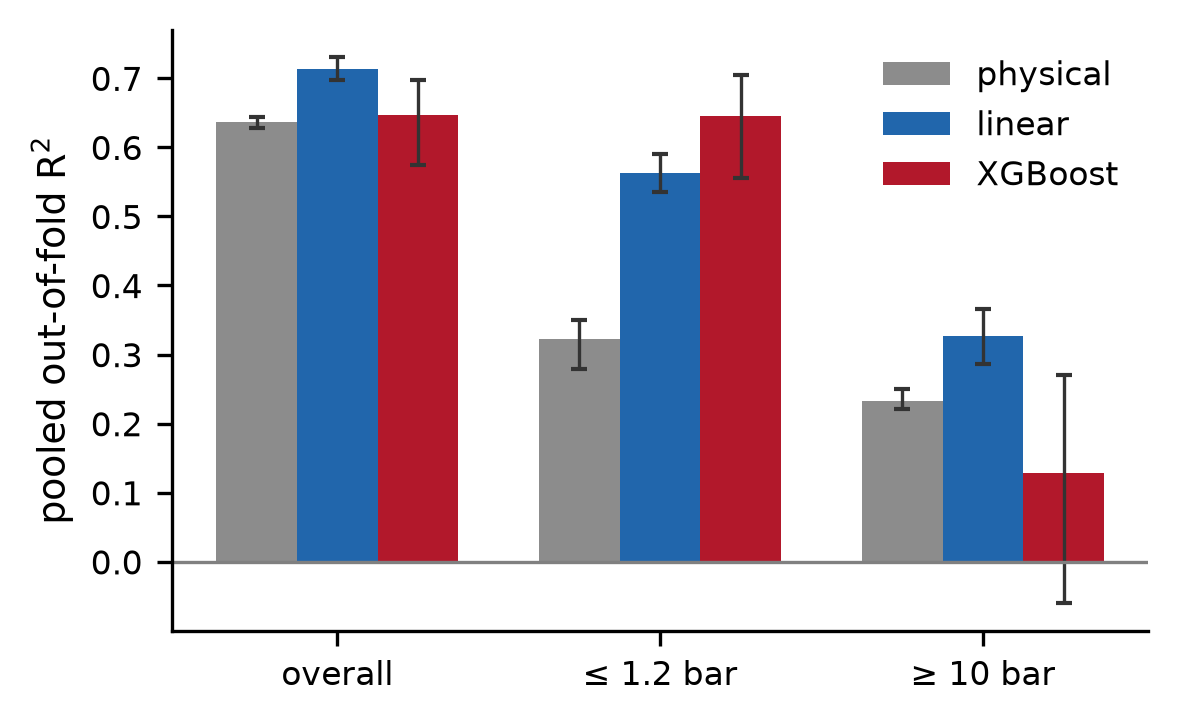 pooled out-of-fold R²
0.7
0.6
0.5
0.4
0.3
0.2
0.1
0.0
physical
linear
XGBoost
overall
≤ 1.2 bar
≥ 10 bar